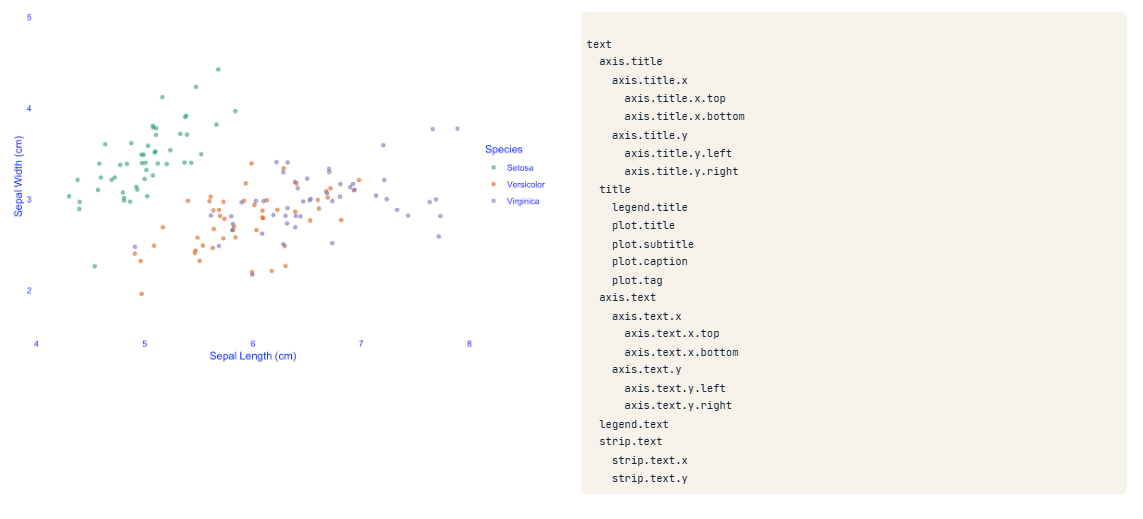 5
4
3
2
Sepal Width (cm)
4 5 6 7 8
Sepal Length (cm)
Species
Setosa
Versicolor
Virginica
text
  axis.title
    axis.title.x
      axis.title.x.top
      axis.title.x.bottom
    axis.title.y
      axis.title.y.left
      axis.title.y.right
  title
    legend.title
    plot.title
    plot.subtitle
    plot.caption
    plot.tag
  axis.text
    axis.text.x
      axis.text.x.top
      axis.text.x.bottom
    axis.text.y
      axis.text.y.left
      axis.text.y.right
  legend.text
  strip.text
    strip.text.x
    strip.text.y